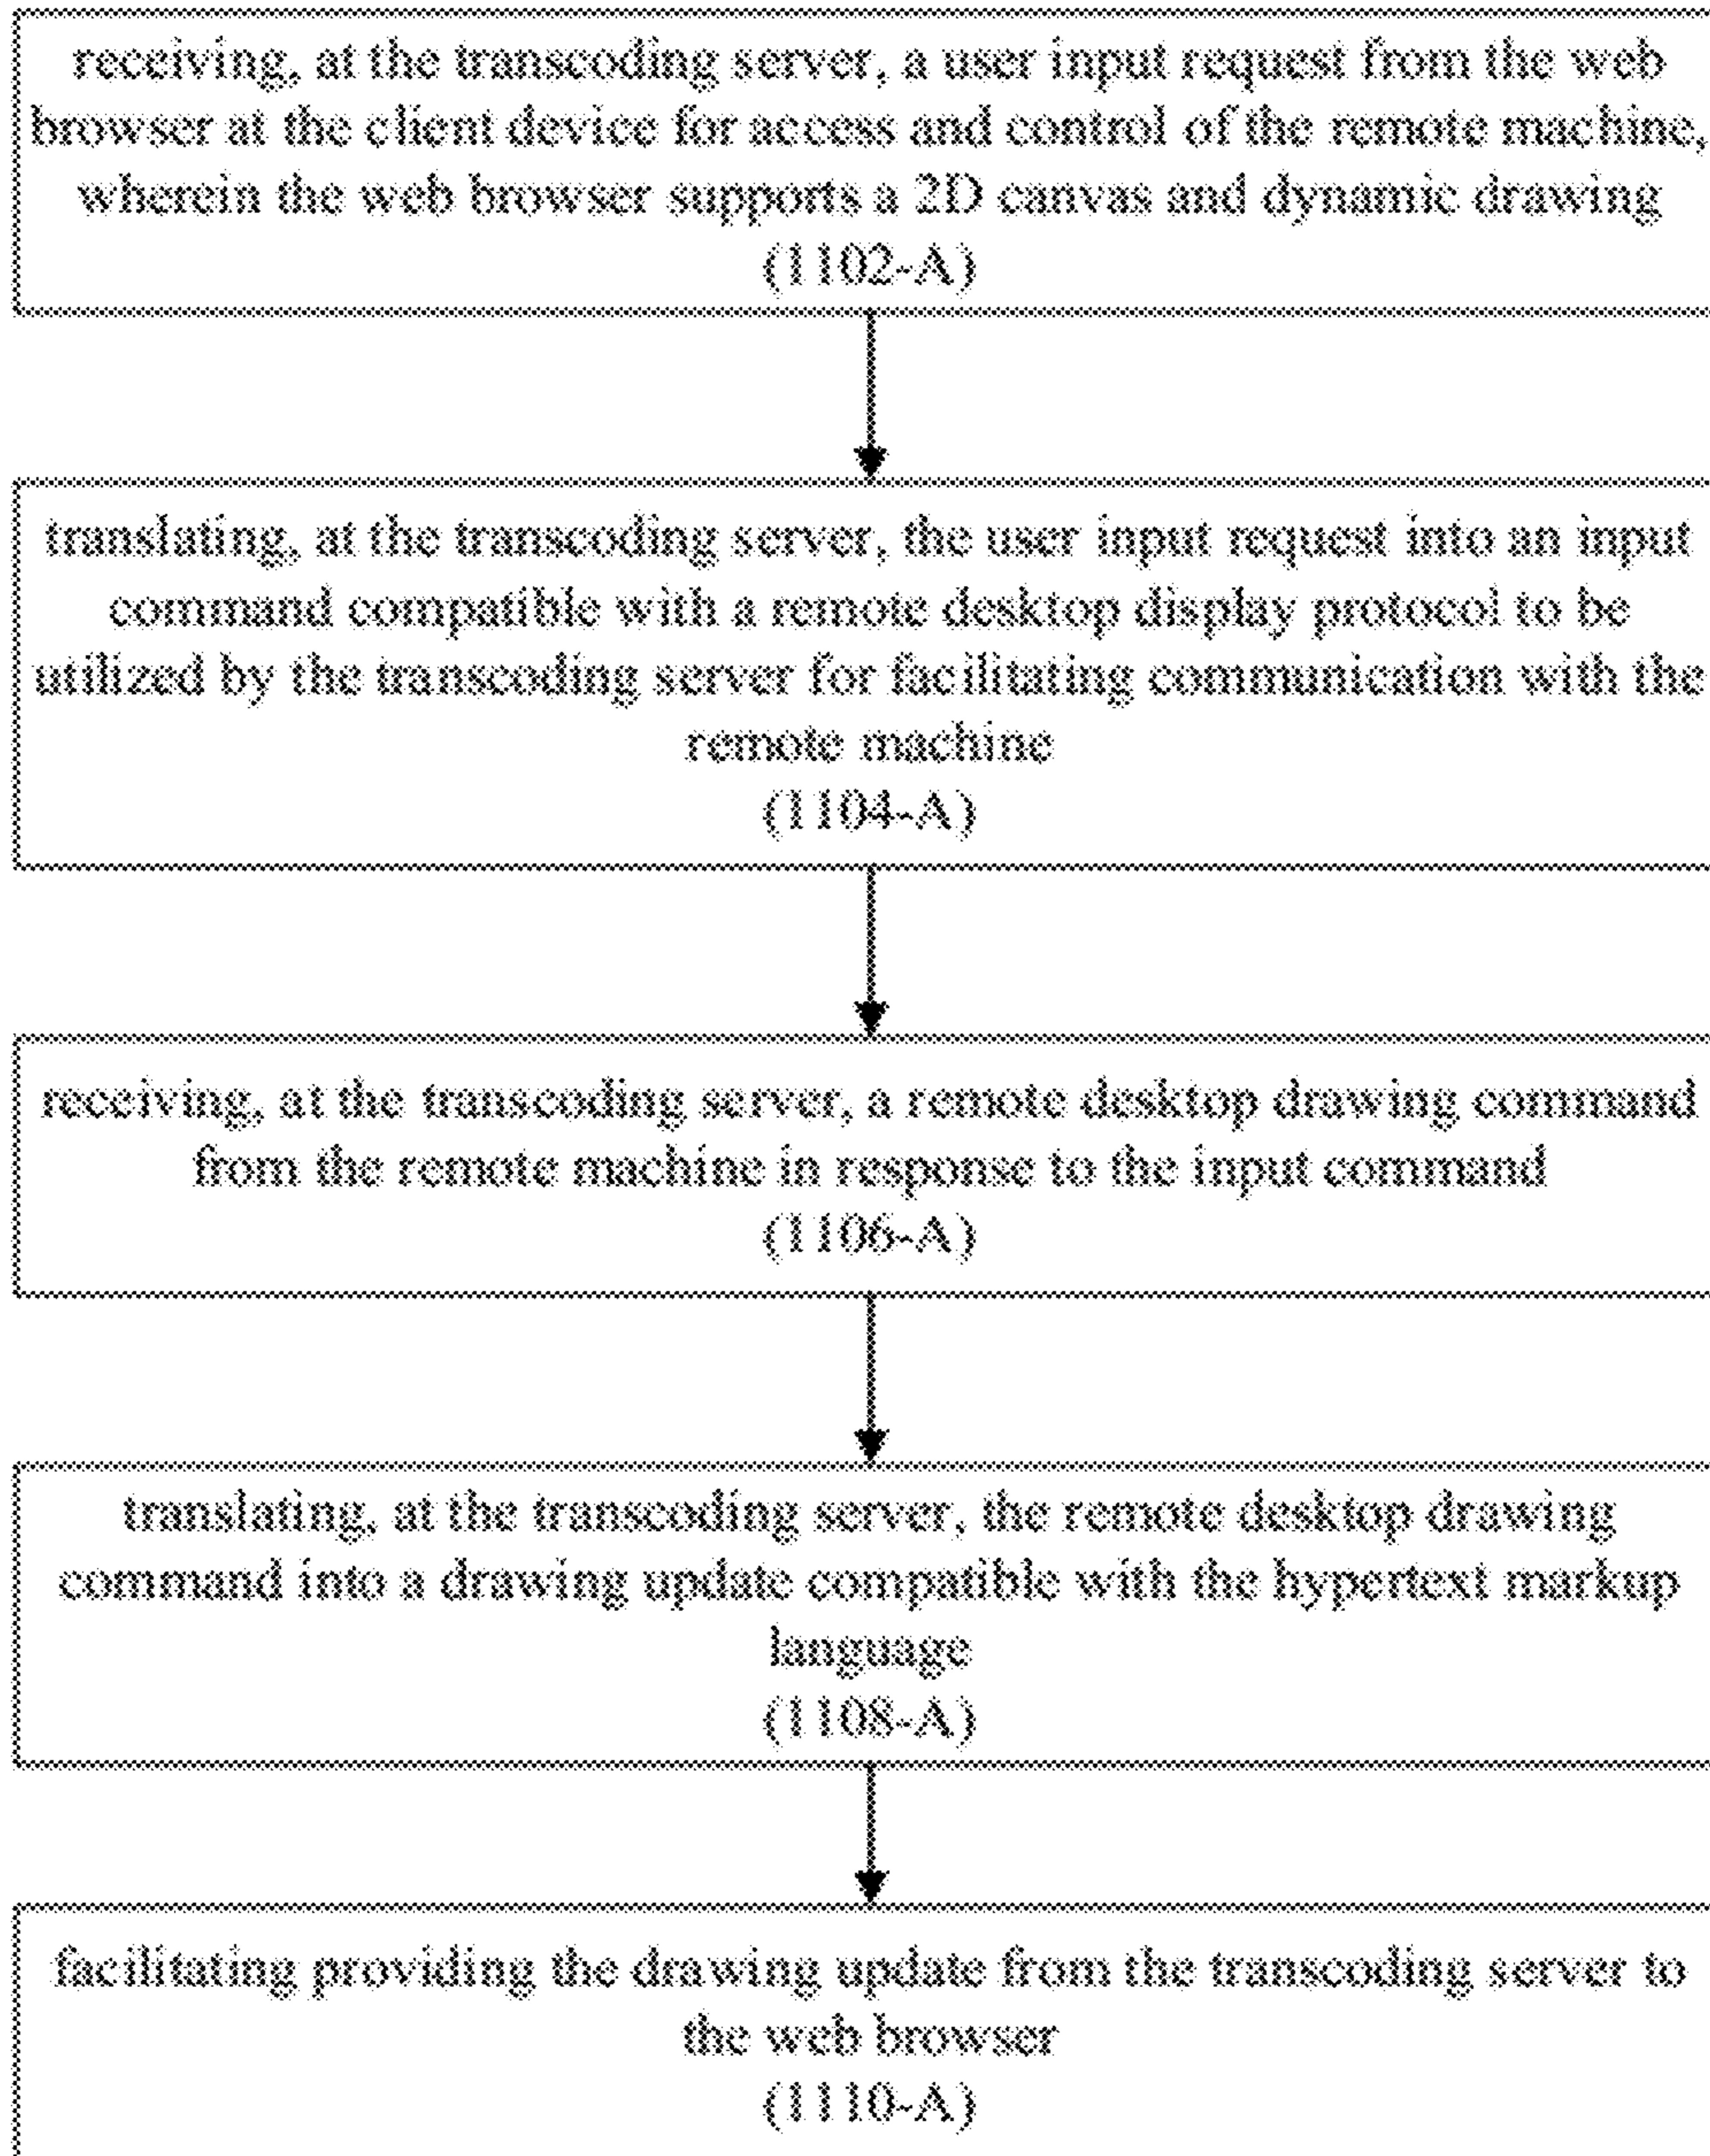 receiving, at the transcoding server, a user input request from the web
browser at the client device for access and control of the remote machine,
wherein the web browser supports a 2D canvas and dynamic drawing
(1102-A)
translating, at the transcoding server, the user input request into an input
command compatible with a remote desktop display protocol to be
utilized by the transcoding server for facilitating communication with the
remote machine
(1104-A)
receiving, at the transcoding server, a remote desktop drawing command
from the remote machine in response to the input command
(1106-A)
translating, at the transcoding server, the remote desktop drawing
command into a drawing update compatible with the hypertext markup
language
(1108-A)
facilitating providing the drawing update from the transcoding server to
the web browser
(1110-A)